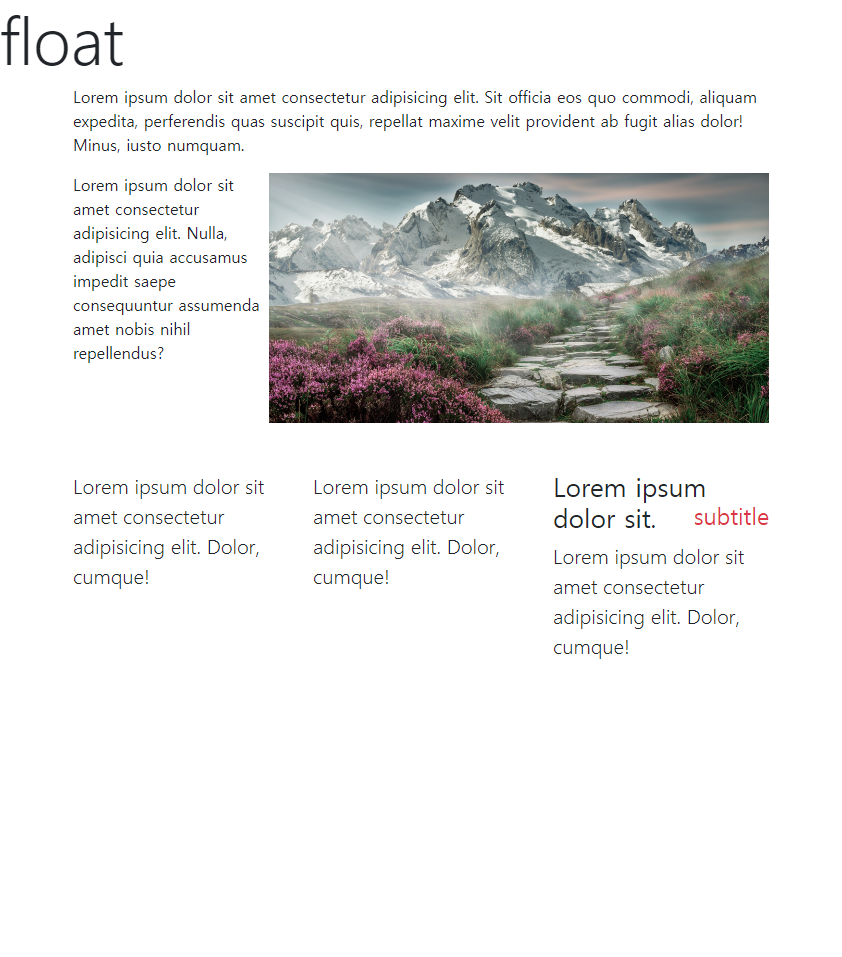 float
Lorem ipsum dolor sit amet consectetur adipisicing elit. Sit officia eos quo commodi, aliquam
expedita, perferendis quas suscipit quis, repellat maxime velit provident ab fugit alias dolor!
Minus, iusto numquam.
Lorem ipsum dolor sit
amet consectetur
adipisicing elit. Nulla,
adipisci quia accusamus
impedit saepe
consequuntur assumenda
amet nobis nihil
repellendus?
Lorem ipsum dolor sit
amet consectetur
adipisicing elit. Dolor,
cumque!
Lorem ipsum dolor sit
amet consectetur
adipisicing elit. Dolor,
cumque!
Lorem ipsum
dolor sit. subtitle
Lorem ipsum dolor sit
amet consectetur
adipisicing elit. Dolor,
cumque!